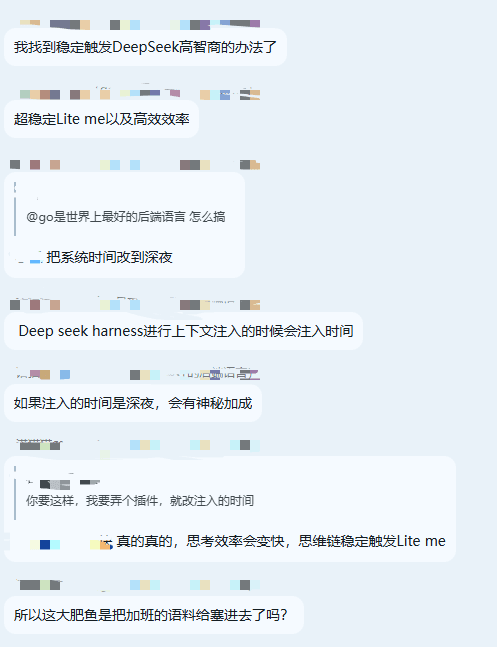 我找到稳定触发DeepSeek高智商的办法了
超稳定Lite me以及高效效率
@go是世界上最好的后端语言 怎么搞
把系统时间改到深夜
Deep seek harness进行上下文注入的时候会注入时间
如果注入的时间是深夜，会有神秘加成
你要这样，我要弄个插件，就改注入的时间
真的真的，思考效率会变快，思维链稳定触发Lite me
所以这大肥鱼是把加班的语料给塞进去了吗？